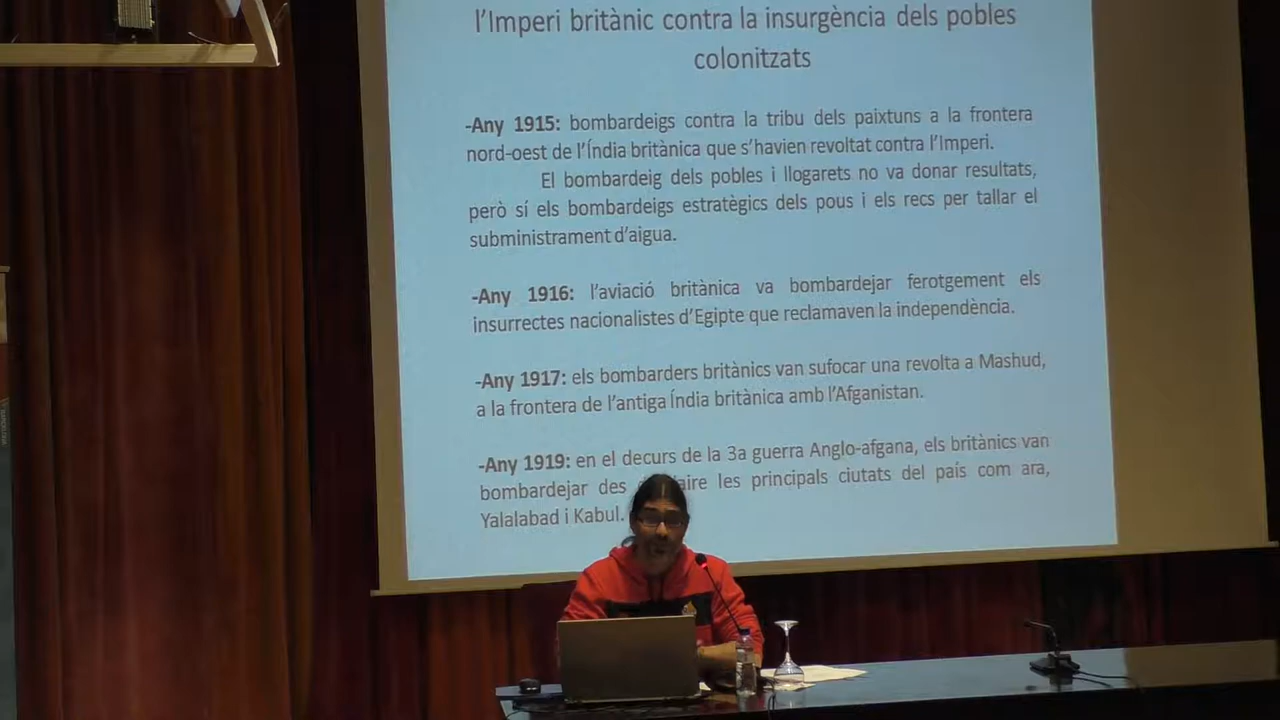 l'Imperi britànic contra la insurgència dels pobles
colonitzats
-Any 1915: bombardeigs contra la tribu dels paixtuns a la frontera
nord-oest de l'Índia britànica que s'havien revoltat contra l'Imperi.
El bombardeig dels pobles i llogarets no va donar resultats,
però sí els bombardeigs estratègics dels pous i els recs per tallar el
subministrament d'aigua.
-Any 1916: l'aviació britànica va bombardejar ferotgement els
insurrectes nacionalistes d'Egipte que reclamaven la independència.
-Any 1917: els bombarders britànics van sufocar una revolta a Mashud,
a la frontera de l'antiga Índia britànica amb l'Afganistan.
-Any 1919: en el decurs de la 3a guerra Anglo-afgana, els britànics van
bombardejar des aire les principals ciutats del país com ara,
Yalalabad i Kabul.